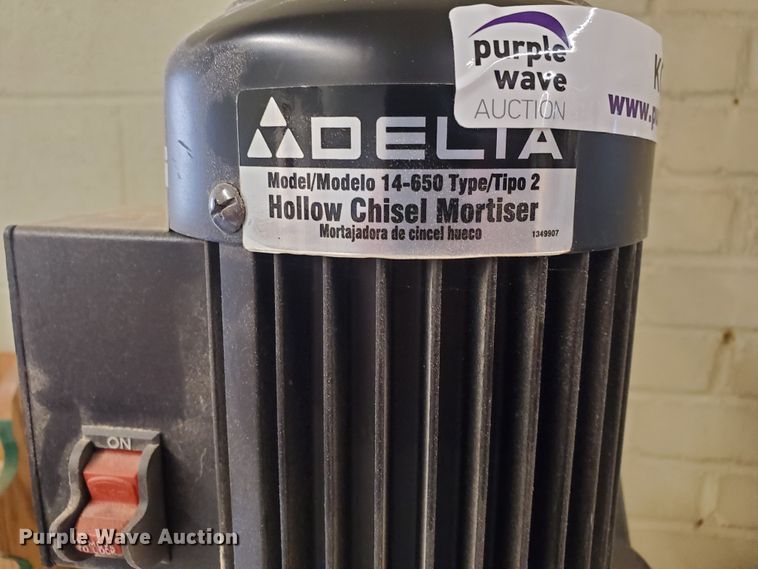 purple
wave
AUCTION
www.
DELTA
Model/Modelo 14-650 Type/Tipo 2
Hollow Chisel Mortiser
Mortajadora de cincel hueco
1349907
ON
Purple Wave Auction